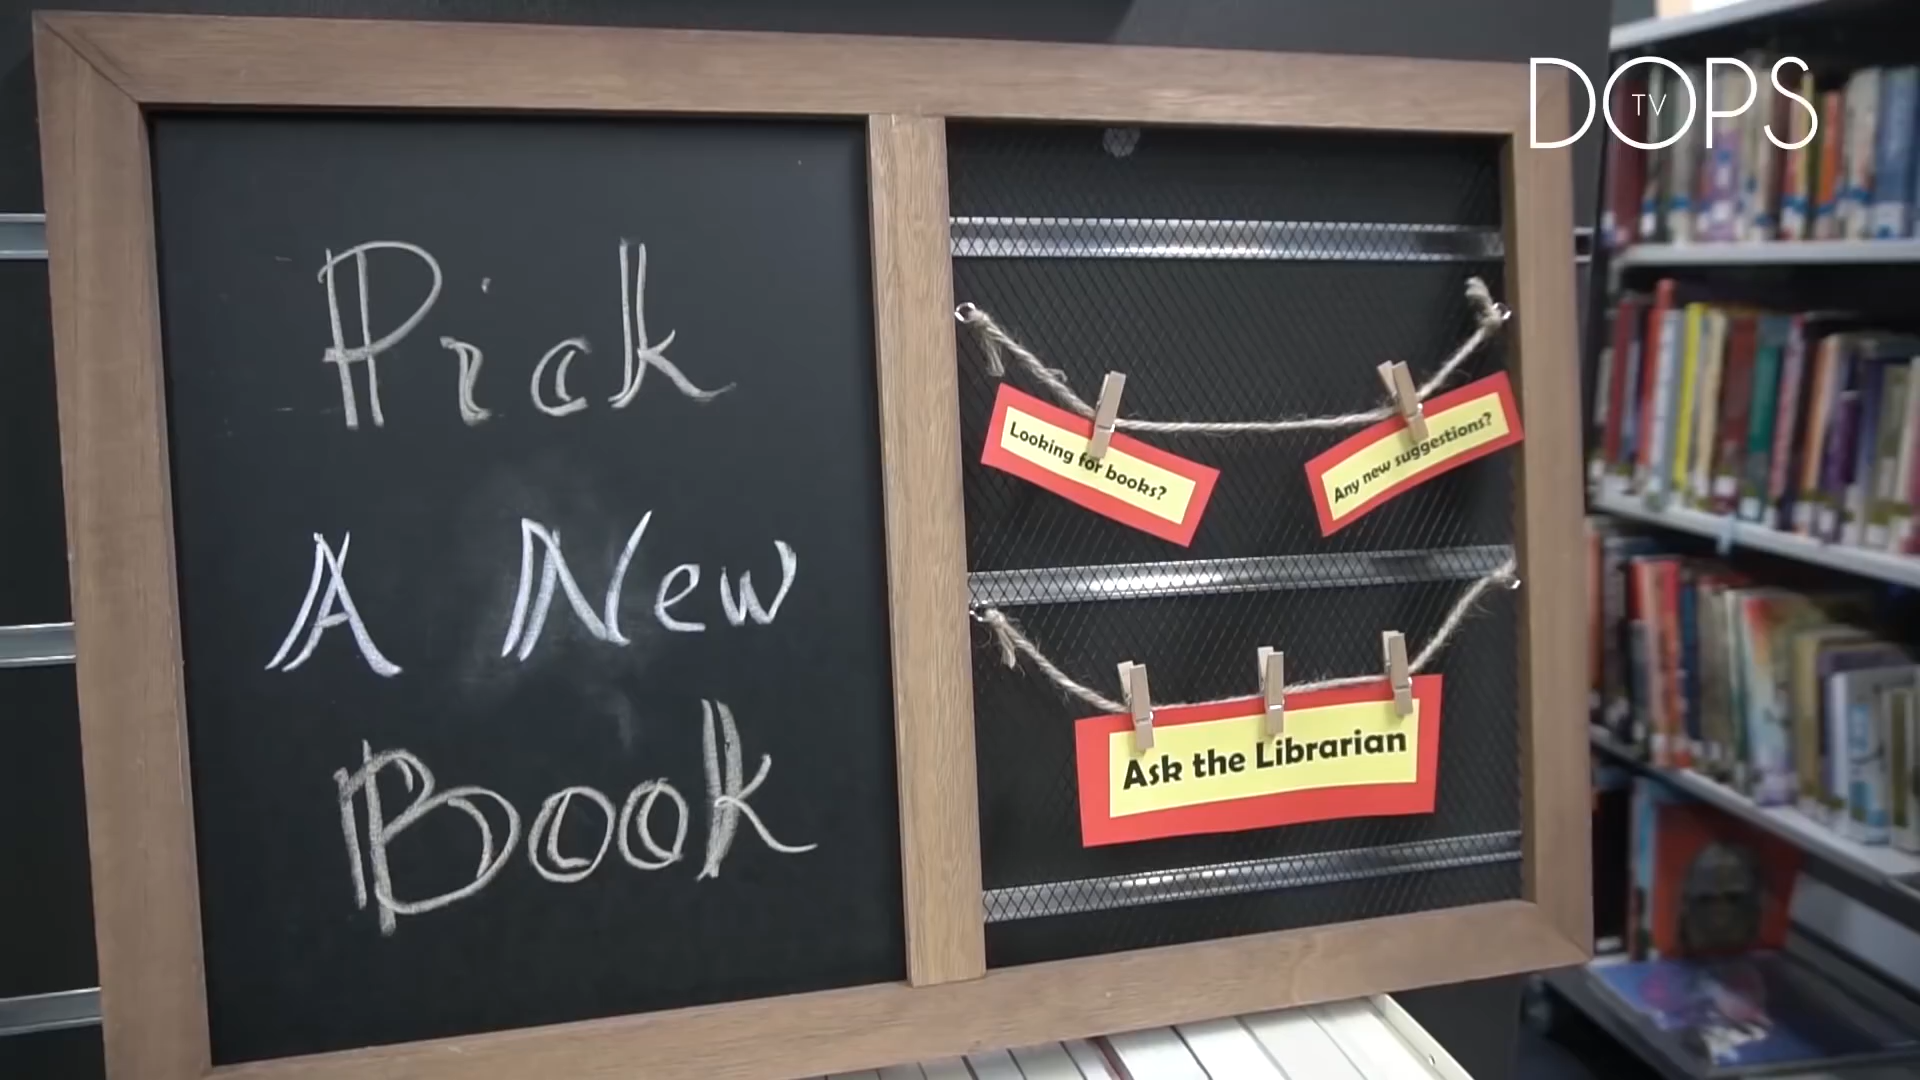 Pick
A New
Book
Looking for books?
Any new suggestions?
Ask the Librarian
DOPS
TV